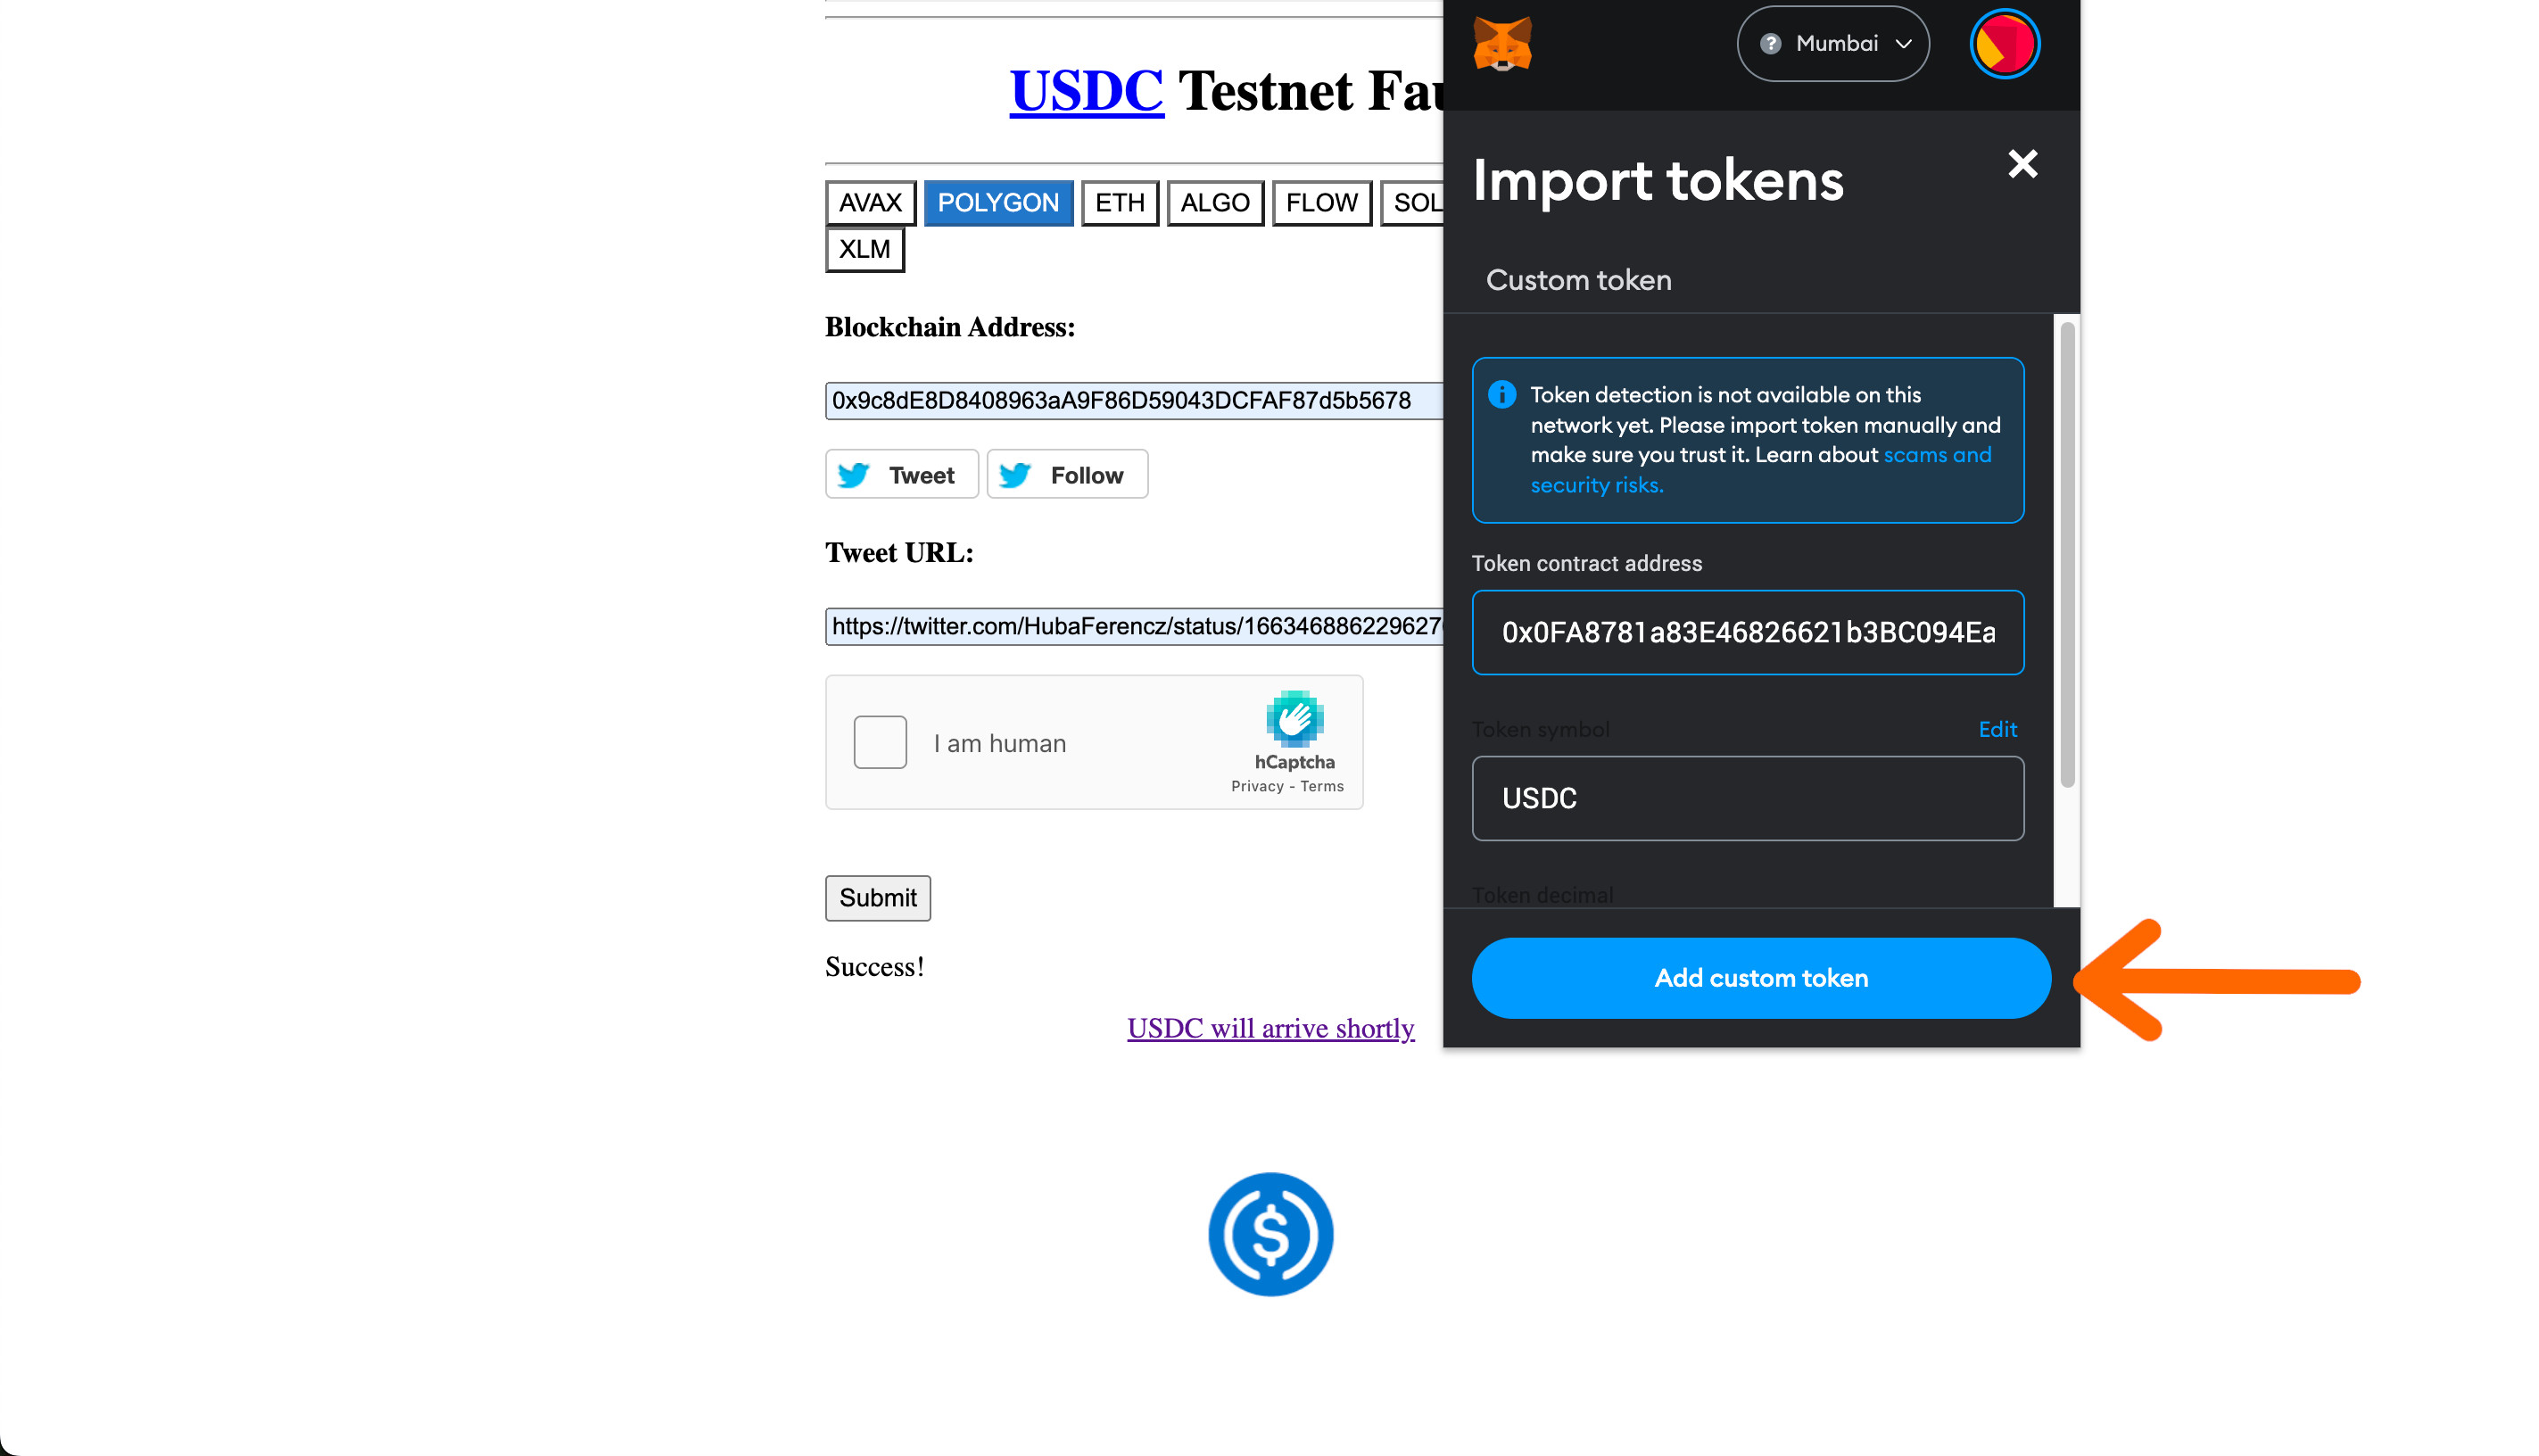 USDC Testnet Fau
AVAX POLYGON ETH ALGO FLOW SOL
XLM
Blockchain Address:
0x9c8dE8D8408963aA9F86D59043DCFAF87d5b5678
Tweet Follow
Tweet URL:
https://twitter.com/HubaFerencz/status/166346886229627
I am human
hCaptcha
Privacy - Terms
Submit
Success!
USDC will arrive shortly
Mumbai
Import tokens
Custom token
Token detection is not available on this
network yet. Please import token manually and
make sure you trust it. Learn about scams and
security risks.
Token contract address
0x0FA8781a83E46826621b3BC094Ea
Token symbol
Edit
USDC
Token decimal
Add custom token